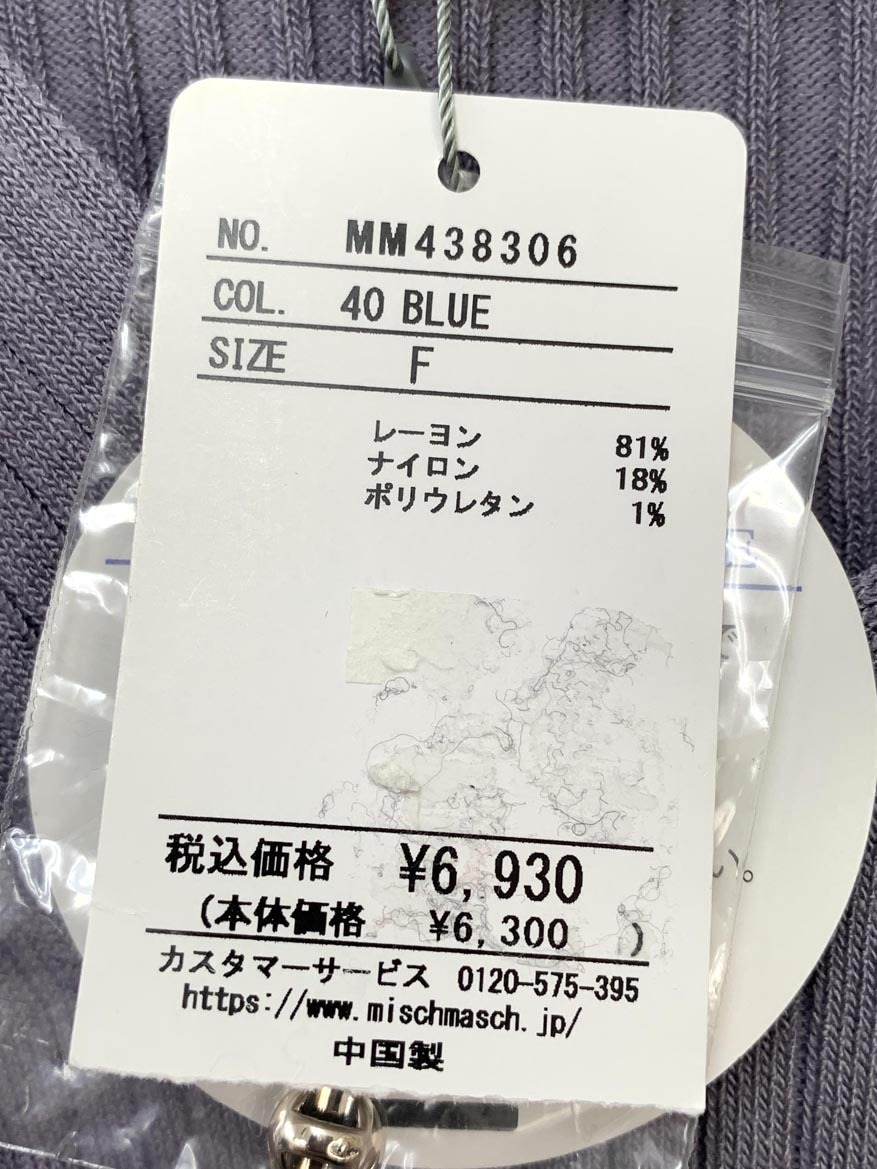 NO. MM438306
COL. 40 BLUE
SIZE F
レーヨン 81%
ナイロン 18%
ポリウレタン 1%
税込価格 ¥6,930
(本体価格 ¥6,300 )
カスタマーサービス 0120-575-395
https://www.mischmasch.jp/
中国製
E
い。